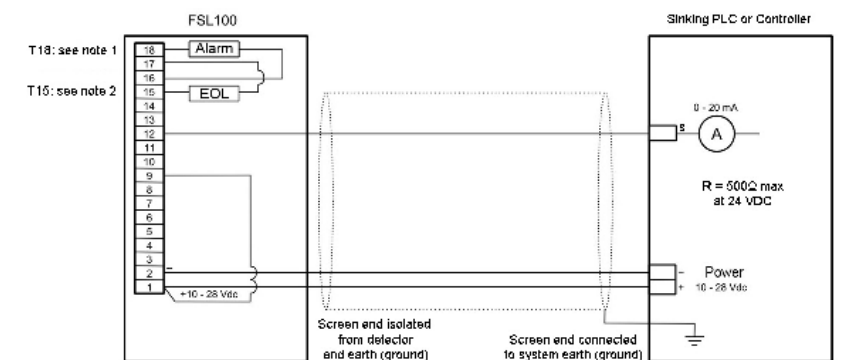 FSL100
Sinking PLC or Controller
T18: see note 1
18
Alarm
17
16
T15: see note 2
15
EOL
14
13
12
11
10
9
8
7
6
5
4
3
2
1
–
+10 - 28 Vdc
0 - 20 mA
s
A
R = 500Ω max
at 24 VDC
–
+
Power
10 - 28 Vdc
Screen end isolated
from detector
and earth (ground)
Screen end connected
to system earth (ground)